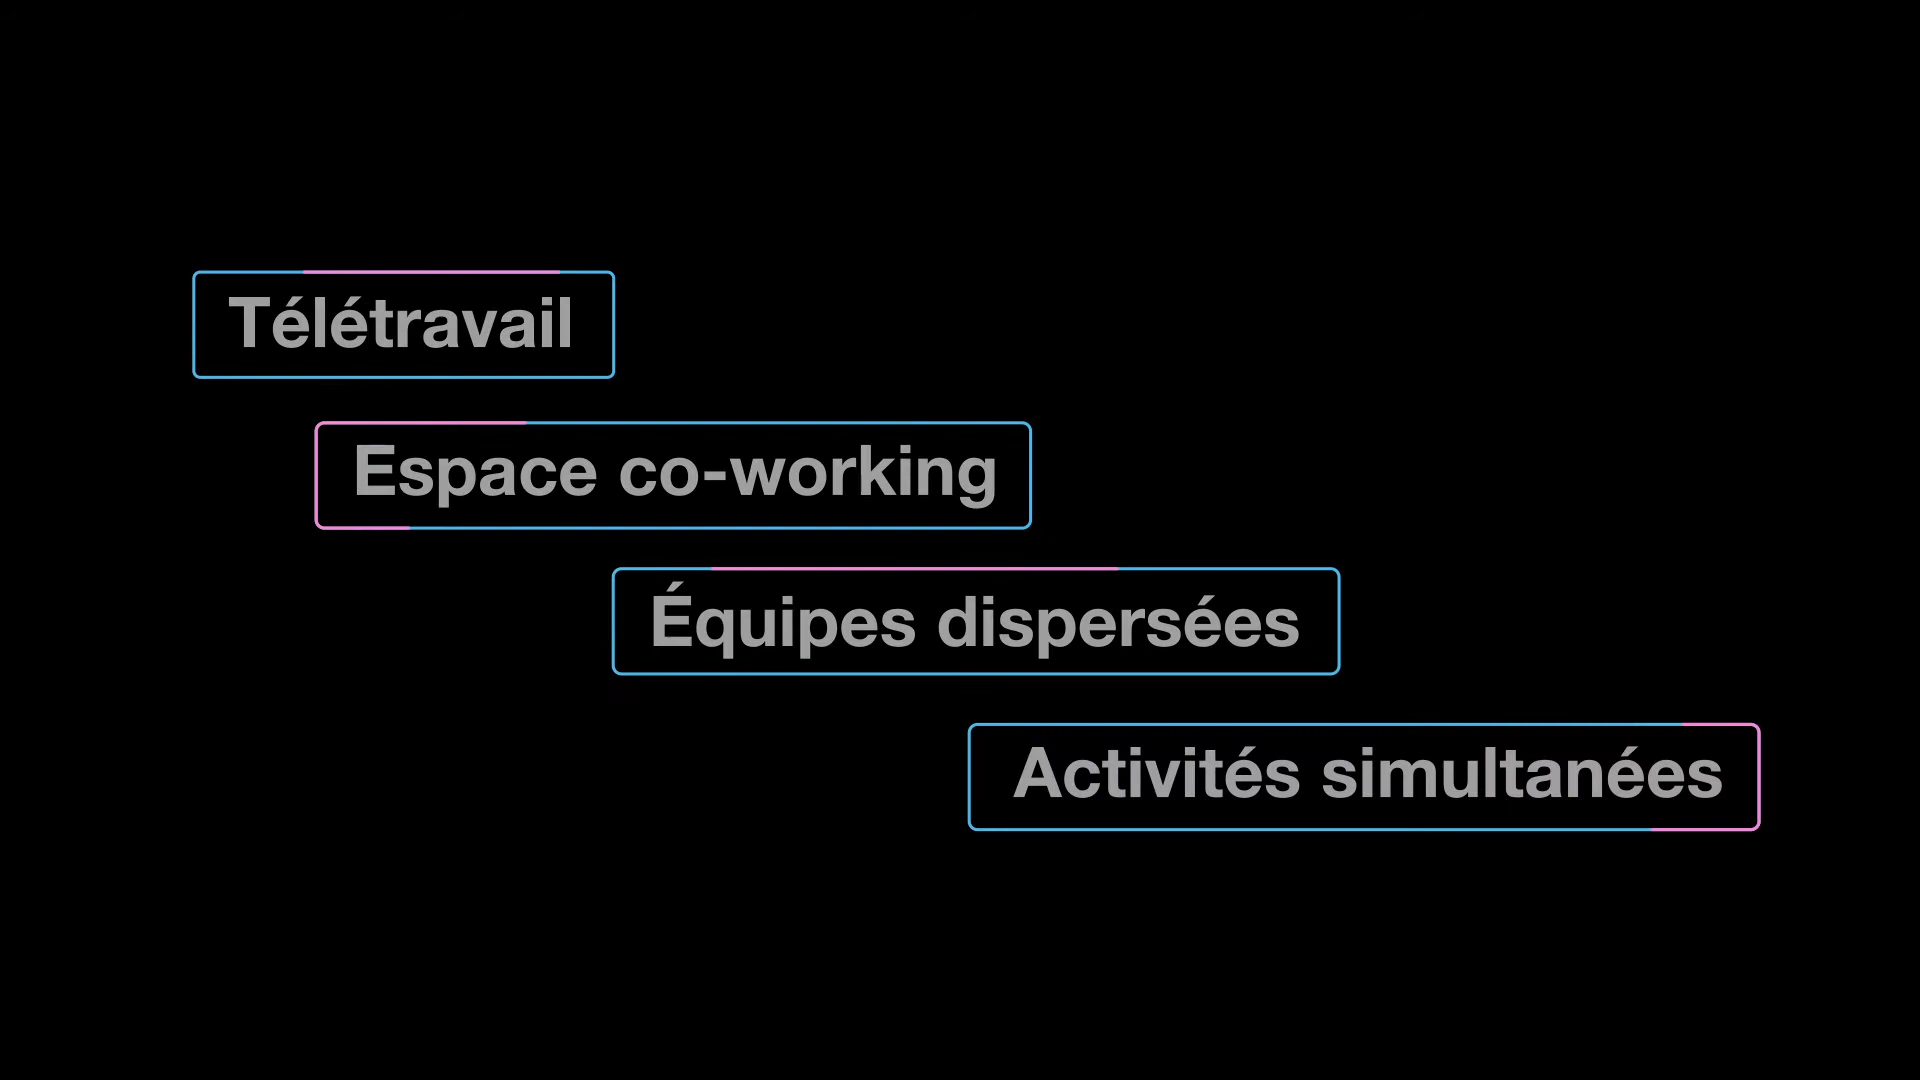 Télétravail
Espace co-working
Équipes dispersées
Activités simultanées